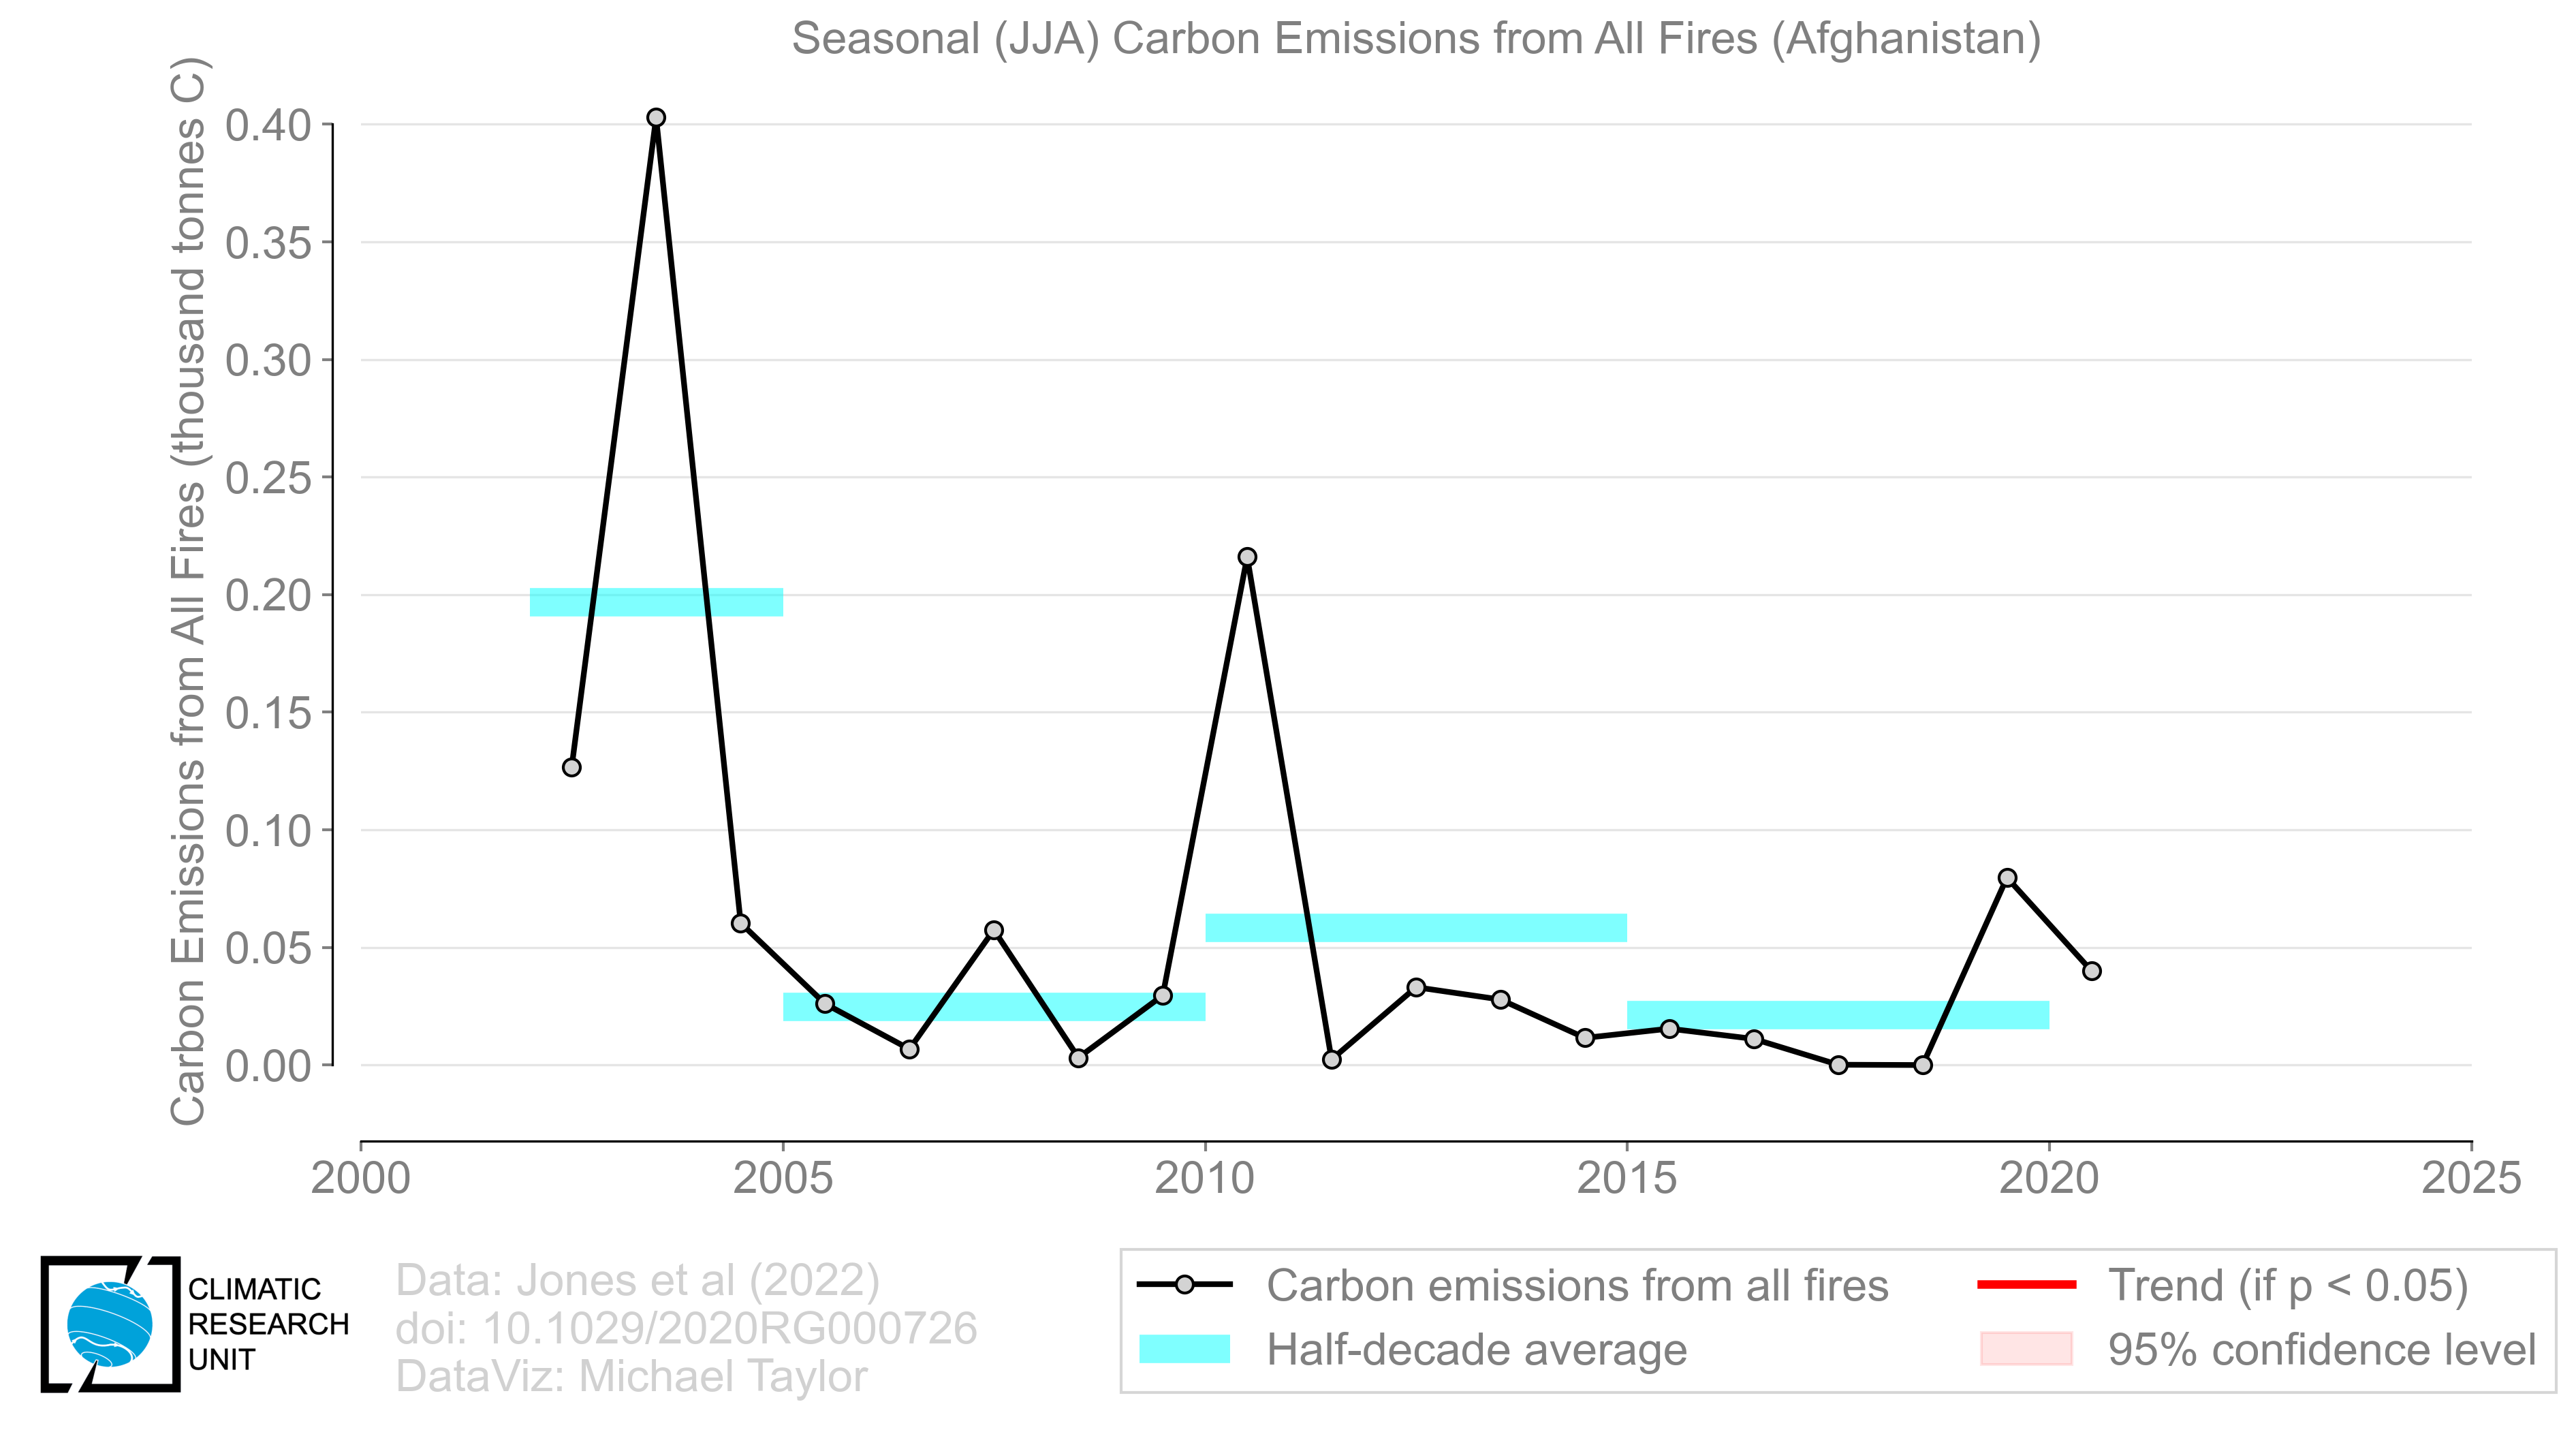 Seasonal (JJA) Carbon Emissions from All Fires (Afghanistan)
Carbon Emissions from All Fires (thousand tonnes C)
0.40
0.35
0.30
0.25
0.20
0.15
0.10
0.05
0.00
2000 2005 2010 2015 2020 2025
CLIMATIC
RESEARCH
UNIT
Data: Jones et al (2022)
doi: 10.1029/2020RG000726
DataViz: Michael Taylor
Carbon emissions from all fires
Half-decade average
Trend (if p < 0.05)
95% confidence level